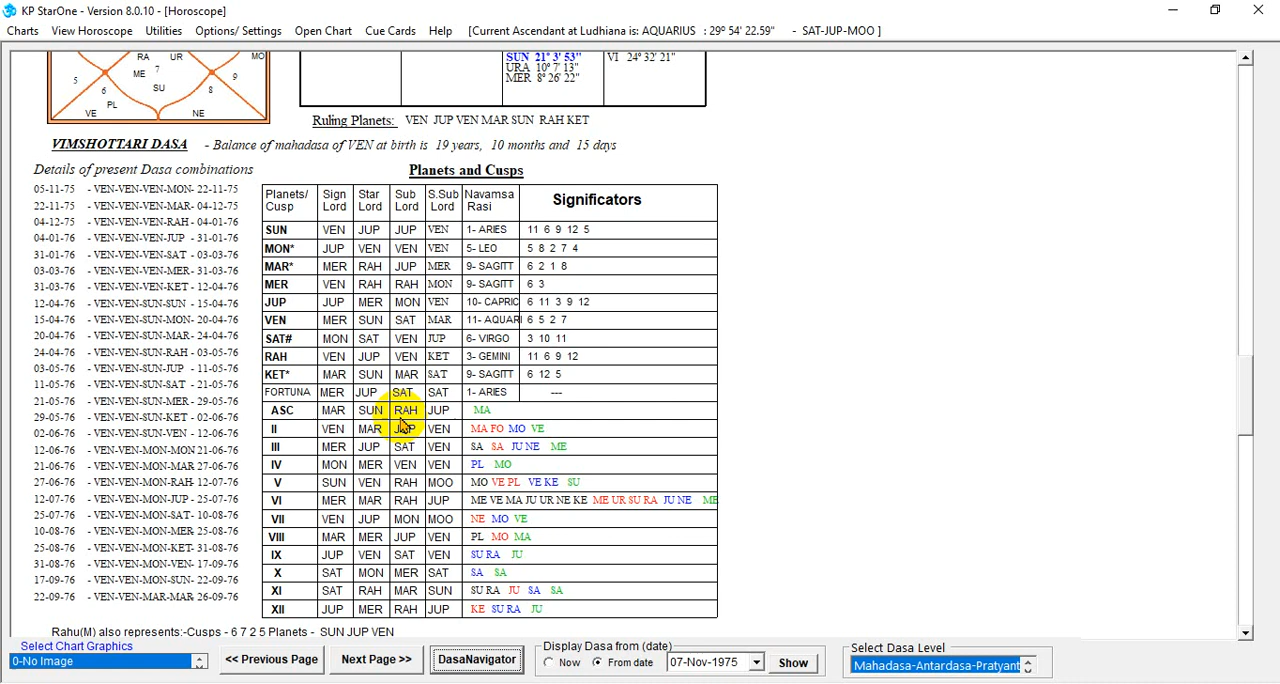 KP StarOne - Version 8.0.10 - [Horoscope]
Charts View Horoscope Utilities Options/ Settings Open Chart Cue Cards Help [Current Ascendant at Ludhiana is: AQUARIUS : 29º 54' 22.59" - SAT-JUP-MOO ]
RA UR MO
5 ME 7 9
6 SU 8
PL
VE NE
SUN 21° 3' 53" VI 24° 32' 21"
URA 10° 7' 13"
MER 8° 26' 22"
Ruling Planets: VEN JUP VEN MAR SUN RAH KET
VIMSHOTTARI DASA - Balance of mahadasa of VEN at birth is 19 years, 10 months and 15 days
Details of present Dasa combinations
05-11-75 - VEN-VEN-VEN-MON- 22-11-75
22-11-75 - VEN-VEN-VEN-MAR- 04-12-75
04-12-75 - VEN-VEN-VEN-RAH - 04-01-76
04-01-76 - VEN-VEN-VEN-JUP - 31-01-76
31-01-76 - VEN-VEN-VEN-SAT - 03-03-76
03-03-76 - VEN-VEN-VEN-MER- 31-03-76
31-03-76 - VEN-VEN-VEN-KET - 12-04-76
12-04-76 - VEN-VEN-SUN-SUN - 15-04-76
15-04-76 - VEN-VEN-SUN-MON- 20-04-76
20-04-76 - VEN-VEN-SUN-MAR - 24-04-76
24-04-76 - VEN-VEN-SUN-RAH - 03-05-76
03-05-76 - VEN-VEN-SUN-JUP - 11-05-76
11-05-76 - VEN-VEN-SUN-SAT - 21-05-76
21-05-76 - VEN-VEN-SUN-MER - 29-05-76
29-05-76 - VEN-VEN-SUN-KET - 02-06-76
02-06-76 - VEN-VEN-SUN-VEN - 12-06-76
12-06-76 - VEN-VEN-MON-MON 21-06-76
21-06-76 - VEN-VEN-MON-MAR 27-06-76
27-06-76 - VEN-VEN-MON-RAH- 12-07-76
12-07-76 - VEN-VEN-MON-JUP - 25-07-76
25-07-76 - VEN-VEN-MON-SAT- 10-08-76
10-08-76 - VEN-VEN-MON-MER- 25-08-76
25-08-76 - VEN-VEN-MON-KET- 31-08-76
31-08-76 - VEN-VEN-MON-VEN- 17-09-76
17-09-76 - VEN-VEN-MON-SUN- 22-09-76
22-09-76 - VEN-VEN-MAR-MAR- 26-09-76
Planets and Cusps
Planets/ Cusp Sign Lord Star Lord Sub Lord S.Sub Lord Navamsa Rasi Significators
SUN VEN JUP JUP VEN 1- ARIES 11 6 9 12 5
MON* JUP VEN VEN VEN 5- LEO 5 8 2 7 4
MAR* MER RAH JUP MER 9- SAGITT 6 2 1 8
MER VEN RAH RAH MON 9- SAGITT 6 3
JUP JUP MER MON VEN 10- CAPRIC 6 11 3 9 12
VEN MER SUN SAT MAR 11- AQUARI 6 5 2 7
SAT# MON SAT VEN JUP 6- VIRGO 3 10 11
RAH VEN JUP VEN KET 3- GEMINI 11 6 9 12
KET* MAR SUN MAR SAT 9- SAGITT 6 12 5
FORTUNA MER JUP SAT SAT 1- ARIES ---
ASC MAR SUN RAH JUP MA
II VEN MAR JUP VEN MA FO MO VE
III MER JUP SAT VEN SA SA JU NE ME
IV MON MER VEN VEN PL MO
V SUN VEN RAH MOO MO VE PL VE KE SU
VI MER MAR RAH JUP ME VE MA JU UR NE KE ME UR SU RA JU NE ME
VII VEN JUP MON MOO NE MO VE
VIII MAR MER JUP VEN PL MO MA
IX JUP VEN SAT VEN SU RA JU
X SAT MON MER SAT SA SA
XI SAT RAH MAR SUN SU RA JU SA SA
XII JUP MER RAH JUP KE SU RA JU
Rahu(M) also represents:-Cusps - 6 7 2 5 Planets - SUN JUP VEN
Select Chart Graphics
0-No Image
<< Previous Page
Next Page >>
DasaNavigator
Display Dasa from (date)
Now From date 07-Nov-1975 Show
Select Dasa Level
Mahadasa-Antardasa-Pratyant